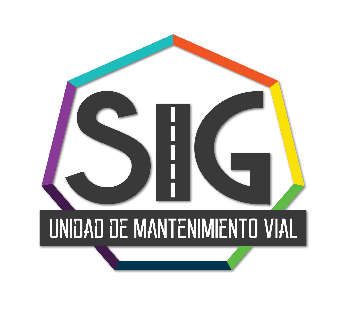 SIG
UNIDAD DE MANTENIMIENTO VIAL